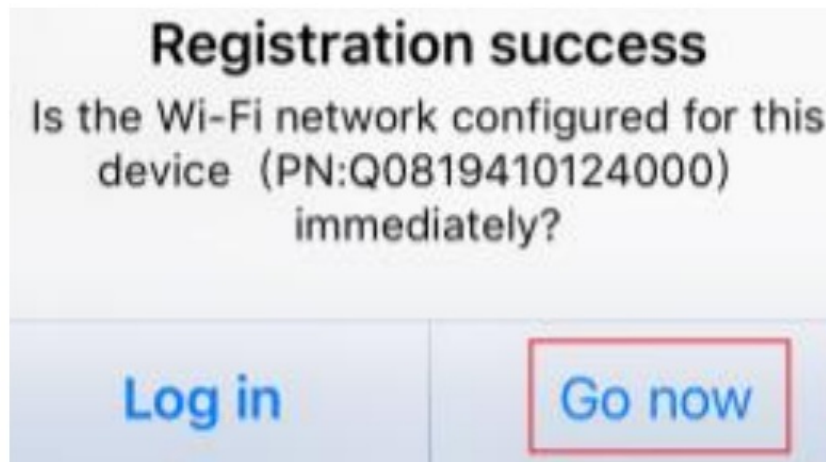 Registration success
Is the Wi-Fi network configured for this
device (PN:Q0819410124000)
immediately?
Log in
Go now